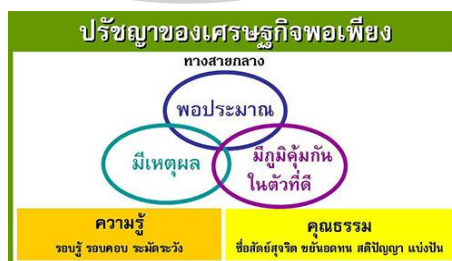 ปรัชญาของเศรษฐกิจพอเพียง
ทางสายกลาง
พอประมาณ
มีเหตุผล
มีภูมิคุ้มกัน
ในตัวที่ดี
ความรู้
รอบรู้ รอบคอบ ระมัดระวัง
คุณธรรม
ซื่อสัตย์สุจริต ขยันอดทน สติปัญญา แบ่งปัน